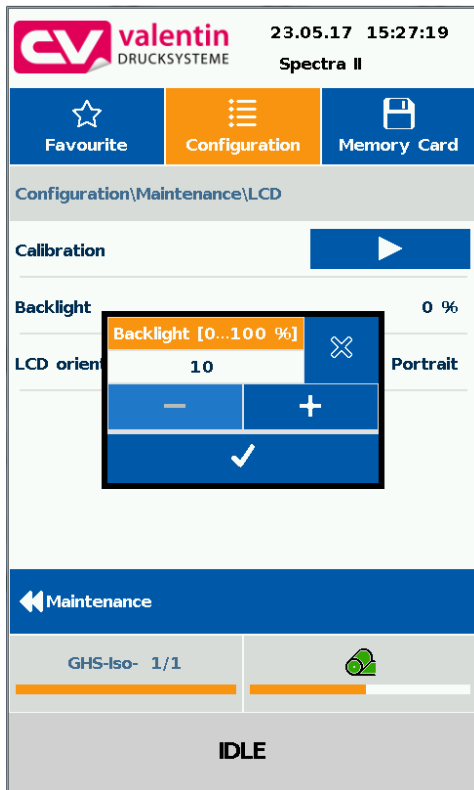 valentin
DRUCKSYSTEME
23.05.17 15:27:19
Spectra II
Favourite
Configuration
Memory Card
Configuration\Maintenance\LCD
Calibration
Backlight
0 %
Backlight [0...100 %]
10
LCD orient
Portrait
Maintenance
GHS-Iso- 1/1
IDLE